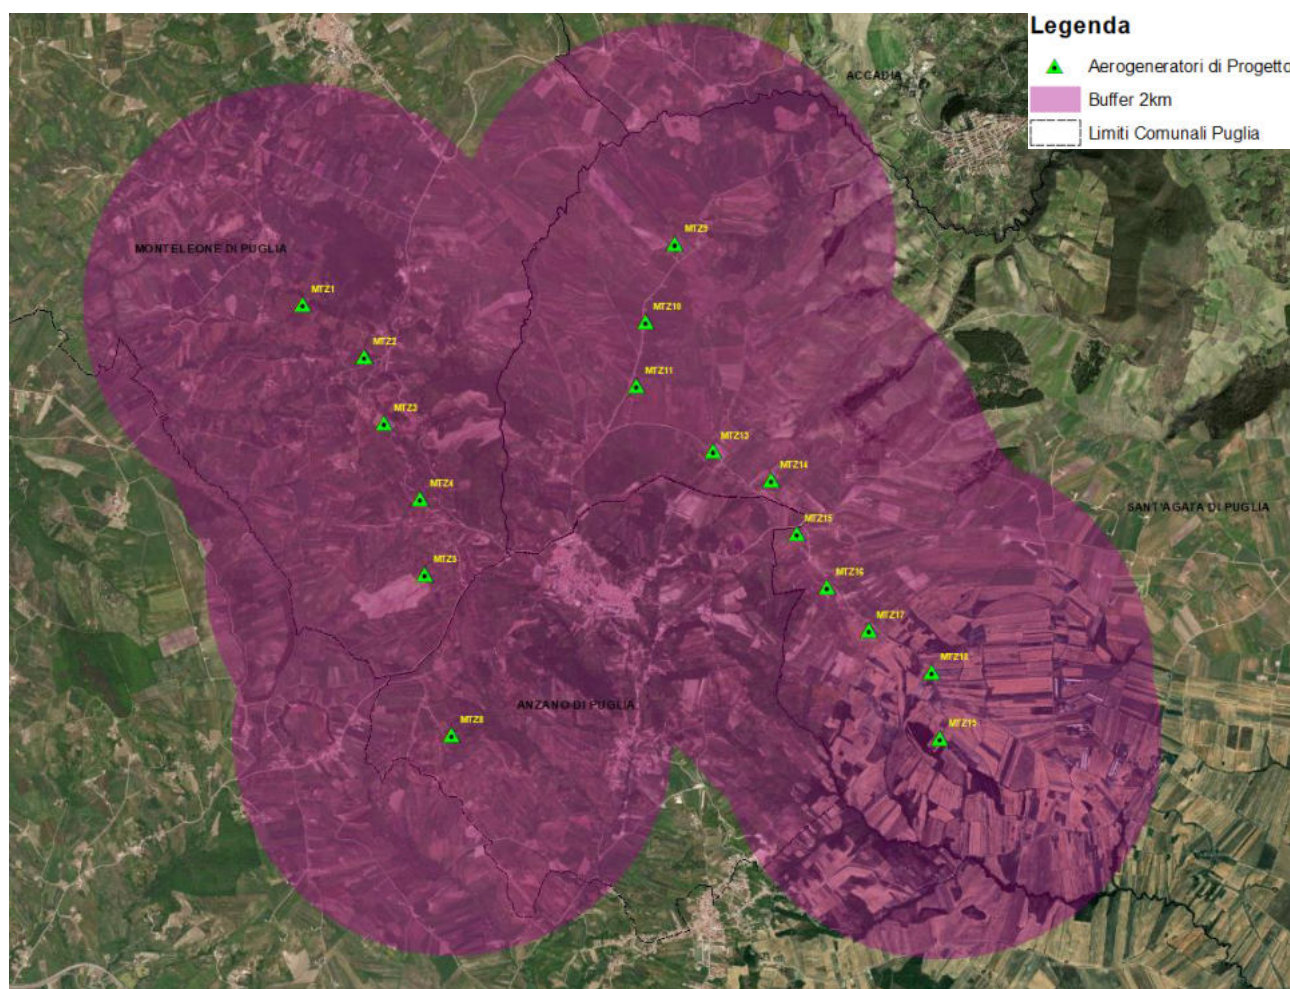 Legenda
Aerogeneratori di Progetto
Buffer 2km
Limiti Comunali Puglia
ACCADIA
MTZ9
MONTELEONE DI PUGLIA
MTZ1
MTZ10
MTZ2
MTZ11
MTZ3
MTZ13
MTZ14
MTZ4
SANT'AGATA DI PUGLIA
MTZ15
MTZ5
MTZ16
MTZ17
MTZ18
ANZANO DI PUGLIA
MTZ8
MTZ19